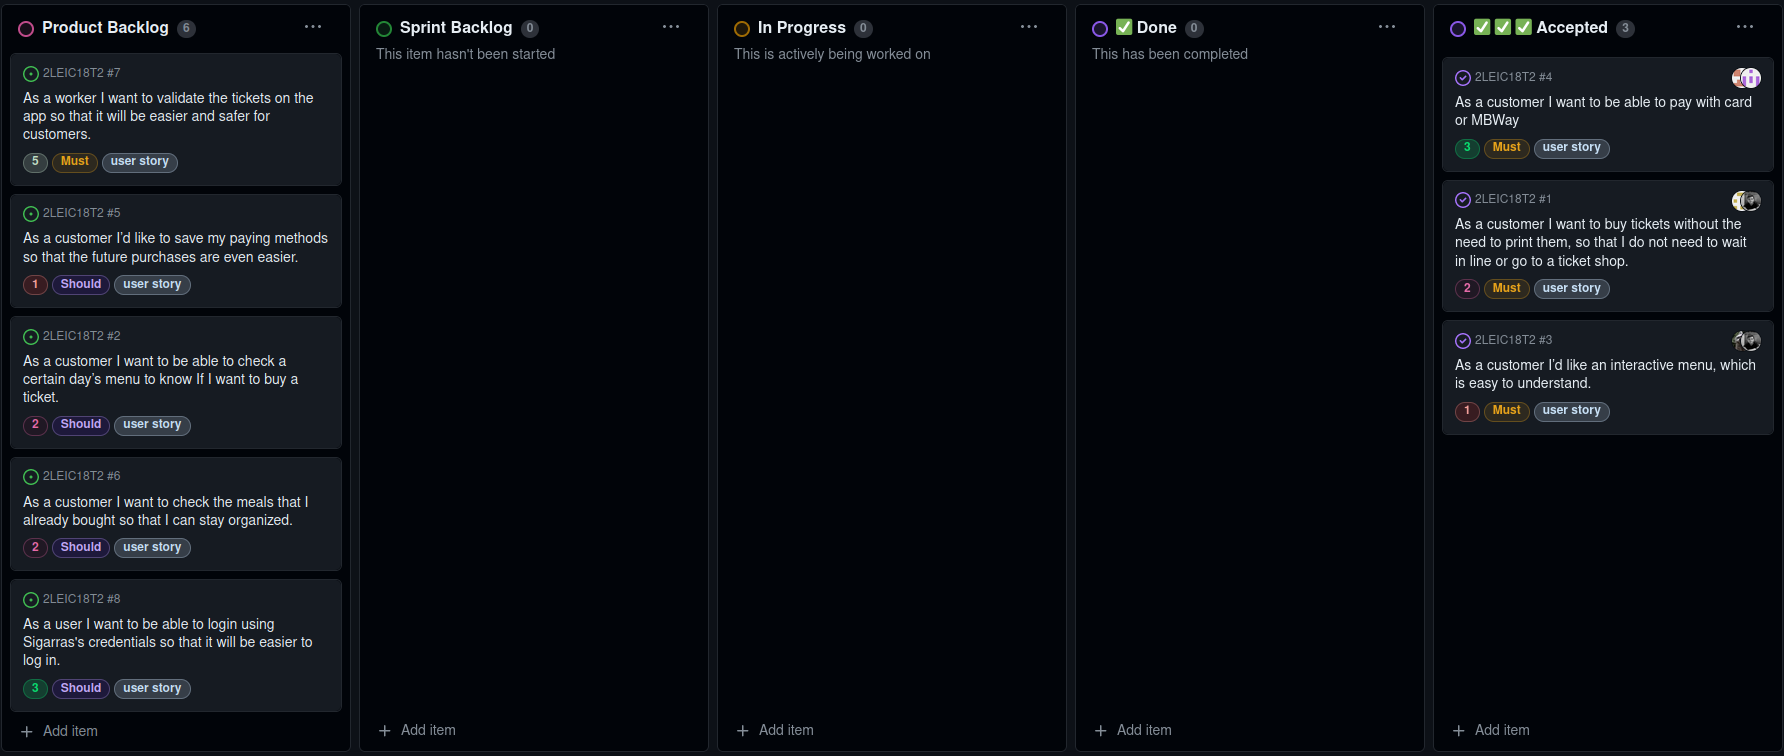 Product Backlog 6
2LEIC18T2 #7
As a worker I want to validate the tickets on the
app so that it will be easier and safer for
customers.
5 Must user story
2LEIC18T2 #5
As a customer I’d like to save my paying methods
so that the future purchases are even easier.
1 Should user story
2LEIC18T2 #2
As a customer I want to be able to check a
certain day’s menu to know If I want to buy a
ticket.
2 Should user story
2LEIC18T2 #6
As a customer I want to check the meals that I
already bought so that I can stay organized.
2 Should user story
2LEIC18T2 #8
As a user I want to be able to login using
Sigarras's credentials so that it will be easier to
log in.
3 Should user story
Add item
Sprint Backlog 0
This item hasn't been started
Add item
In Progress 0
This is actively being worked on
Add item
✅ Done 0
This has been completed
Add item
✅ ✅ ✅ Accepted 3
2LEIC18T2 #4
As a customer I want to be able to pay with card
or MBWay
3 Must user story
2LEIC18T2 #1
As a customer I want to buy tickets without the
need to print them, so that I do not need to wait
in line or go to a ticket shop.
2 Must user story
2LEIC18T2 #3
As a customer I’d like an interactive menu, which
is easy to understand.
1 Must user story
Add item